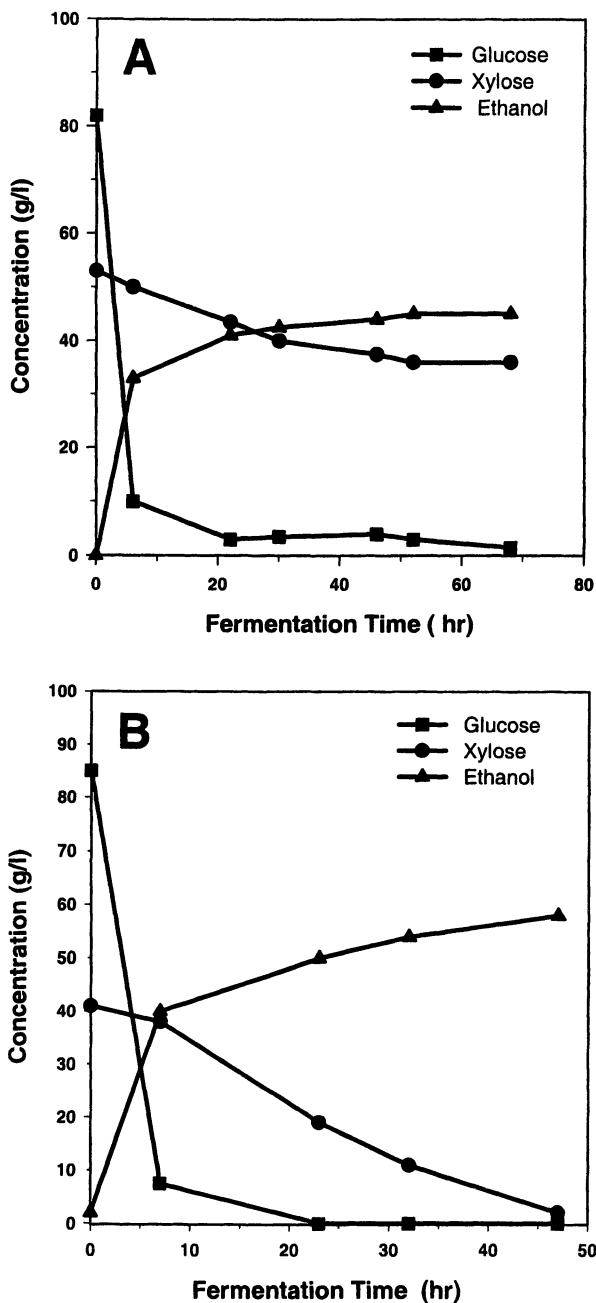 A
Glucose
Xylose
Ethanol
100
80
60
40
20
0
Concentration (g/l)
0 20 40 60 80
Fermentation Time ( hr)
B
Glucose
Xylose
Ethanol
100
90
80
70
60
50
40
30
20
10
0
Concentration (g/l)
0 10 20 30 40 50
Fermentation Time (hr)